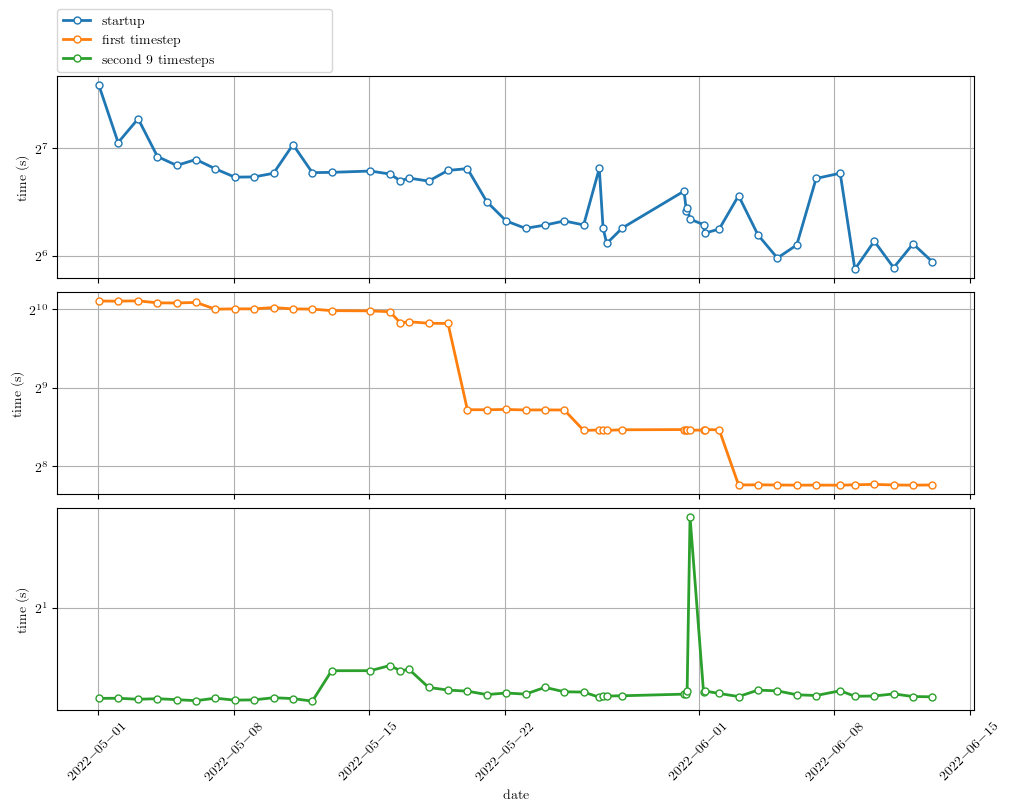 startup
first timestep
second 9 timesteps
time (s)
2^7
2^6
time (s)
2^10
2^9
2^8
time (s)
2^1
2022−05−01
2022−05−08
2022−05−15
2022−05−22
2022−06−01
2022−06−08
2022−06−15
date